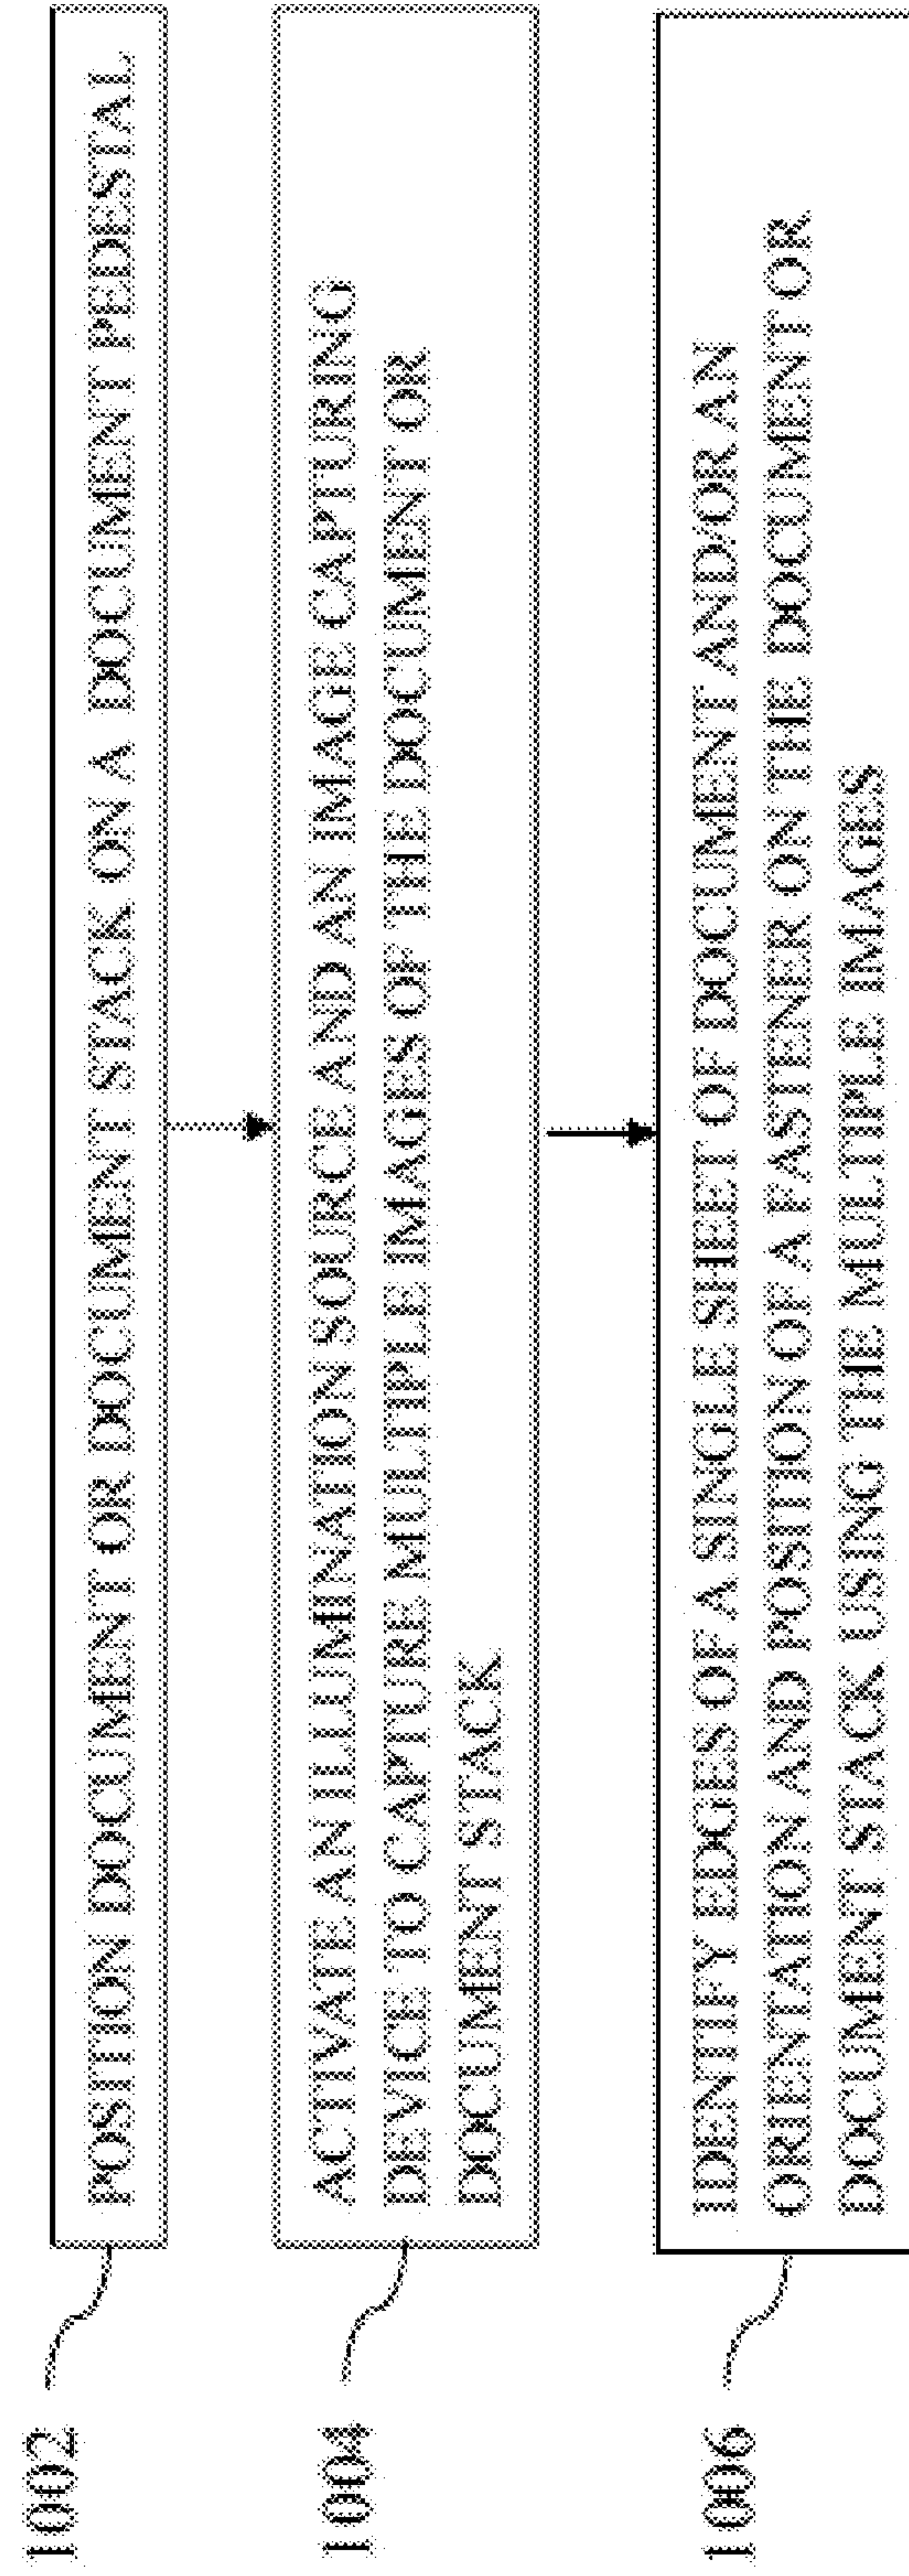 1002
POSITION DOCUMENT OR DOCUMENT STACK ON A DOCUMENT PEDESTAL
1004
ACTIVATE AN ILLUMINATION SOURCE AND AN IMAGE CAPTURING
DEVICE TO CAPTURE MULTIPLE IMAGES OF THE DOCUMENT OR
DOCUMENT STACK
1006
IDENTIFY EDGES OF A SINGLE SHEET OF DOCUMENT AND/OR AN
ORIENTATION AND POSITION OF A FASTENER ON THE DOCUMENT OR
DOCUMENT STACK USING THE MULTIPLE IMAGES